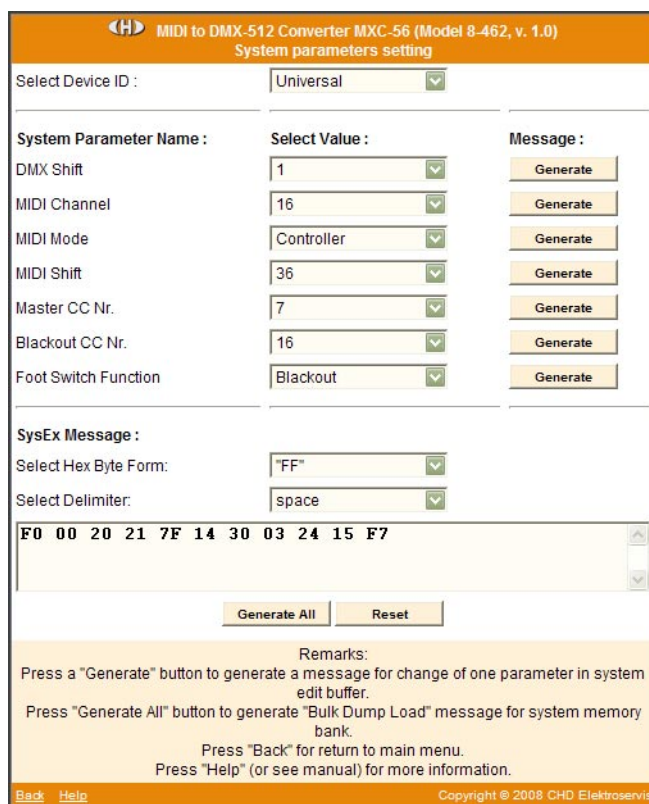 MIDI to DMX-512 Converter MXC-56 (Model 8-462, v. 1.0)
System parameters setting
Select Device ID : Universal
System Parameter Name : Select Value : Message :
DMX Shift 1 Generate
MIDI Channel 16 Generate
MIDI Mode Controller Generate
MIDI Shift 36 Generate
Master CC Nr. 7 Generate
Blackout CC Nr. 16 Generate
Foot Switch Function Blackout Generate
SysEx Message :
Select Hex Byte Form: "FF"
Select Delimiter: space
F0 00 20 21 7F 14 30 03 24 15 F7
Generate All Reset
Remarks:
Press a "Generate" button to generate a message for change of one parameter in system
edit buffer.
Press "Generate All" button to generate "Bulk Dump Load" message for system memory
bank.
Press "Back" for return to main menu.
Press "Help" (or see manual) for more information.
Back Help Copyright © 2008 CHD Elektroservis